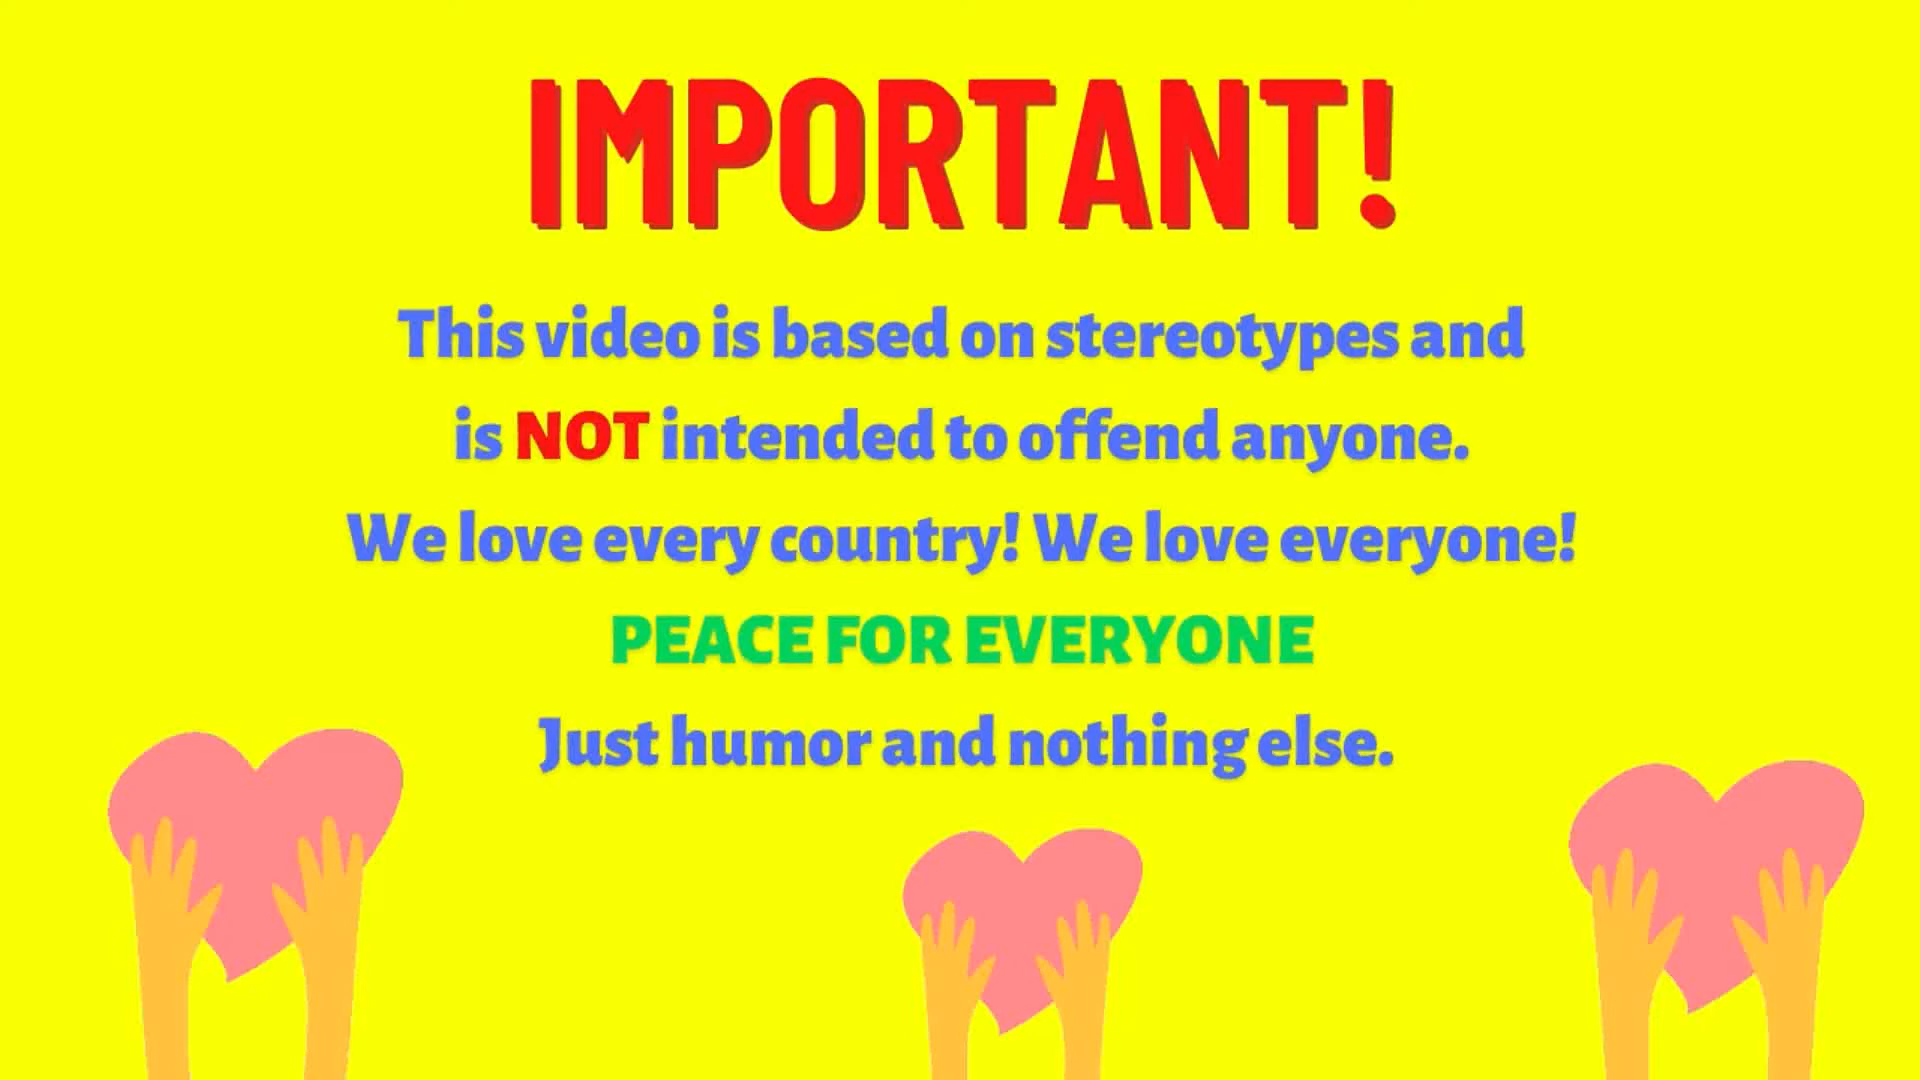 IMPORTANT!
This video is based on stereotypes and
is NOT intended to offend anyone.
We love every country! We love everyone!
PEACE FOR EVERYONE
Just humor and nothing else.